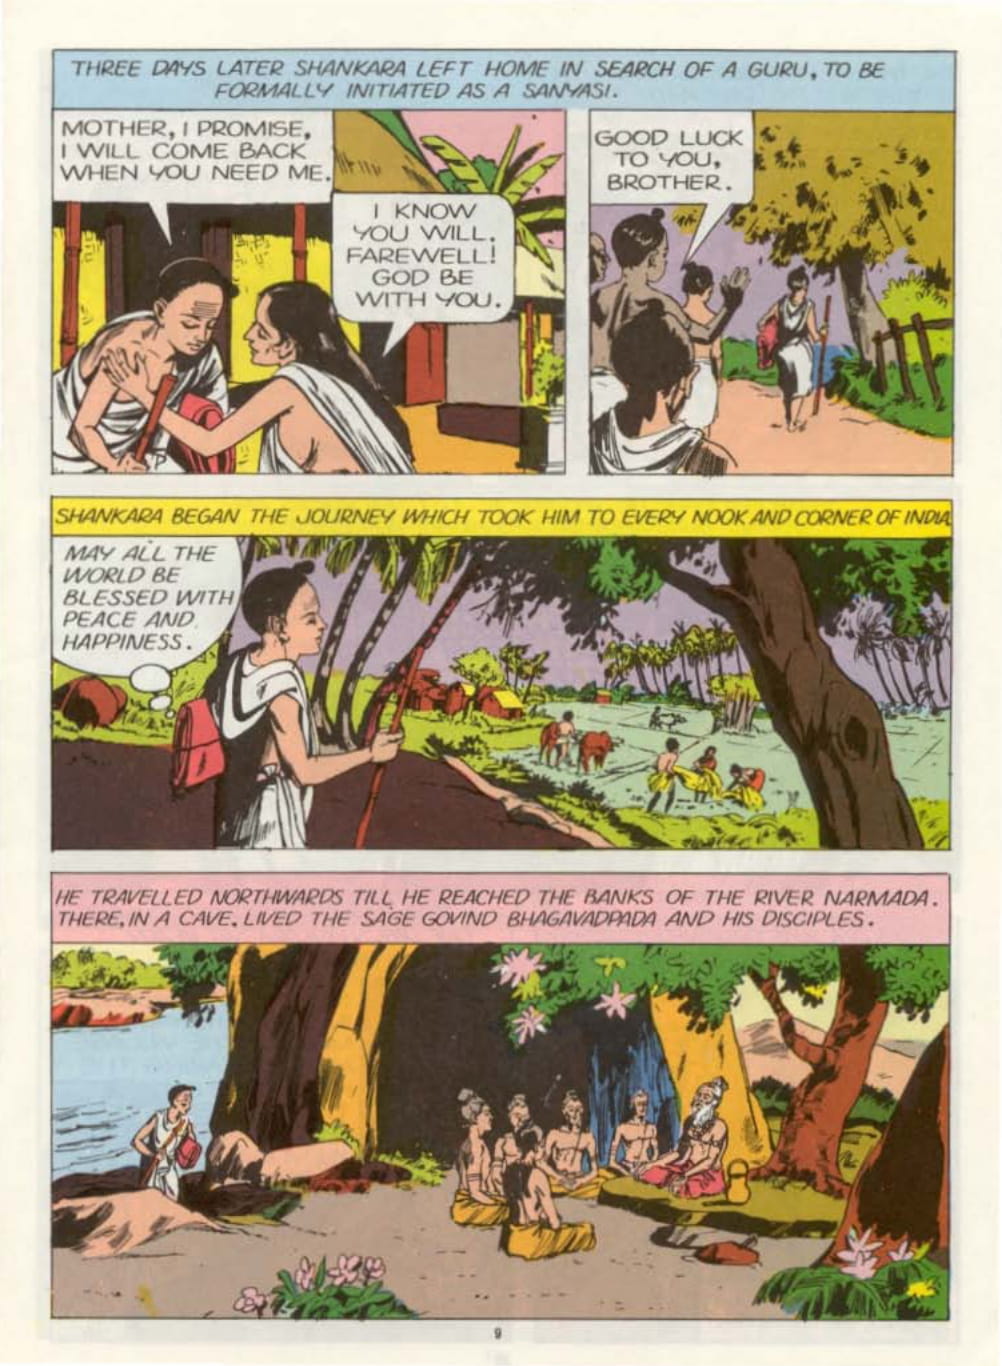 THREE DAYS LATER SHANKARA LEFT HOME IN SEARCH OF A GURU, TO BE
FORMALLY INITIATED AS A SANYASI.
MOTHER, I PROMISE,
I WILL COME BACK
WHEN YOU NEED ME.
I KNOW
YOU WILL.
FAREWELL!
GOD BE
WITH YOU.
GOOD LUCK
TO YOU,
BROTHER.
SHANKARA BEGAN THE JOURNEY WHICH TOOK HIM TO EVERY NOOK AND CORNER OF INDIA.
MAY ALL THE
WORLD BE
BLESSED WITH
PEACE AND
HAPPINESS.
HE TRAVELLED NORTHWARDS TILL HE REACHED THE BANKS OF THE RIVER NARMADA.
THERE, IN A CAVE, LIVED THE SAGE GOVIND BHAGAVADPADA AND HIS DISCIPLES.
9